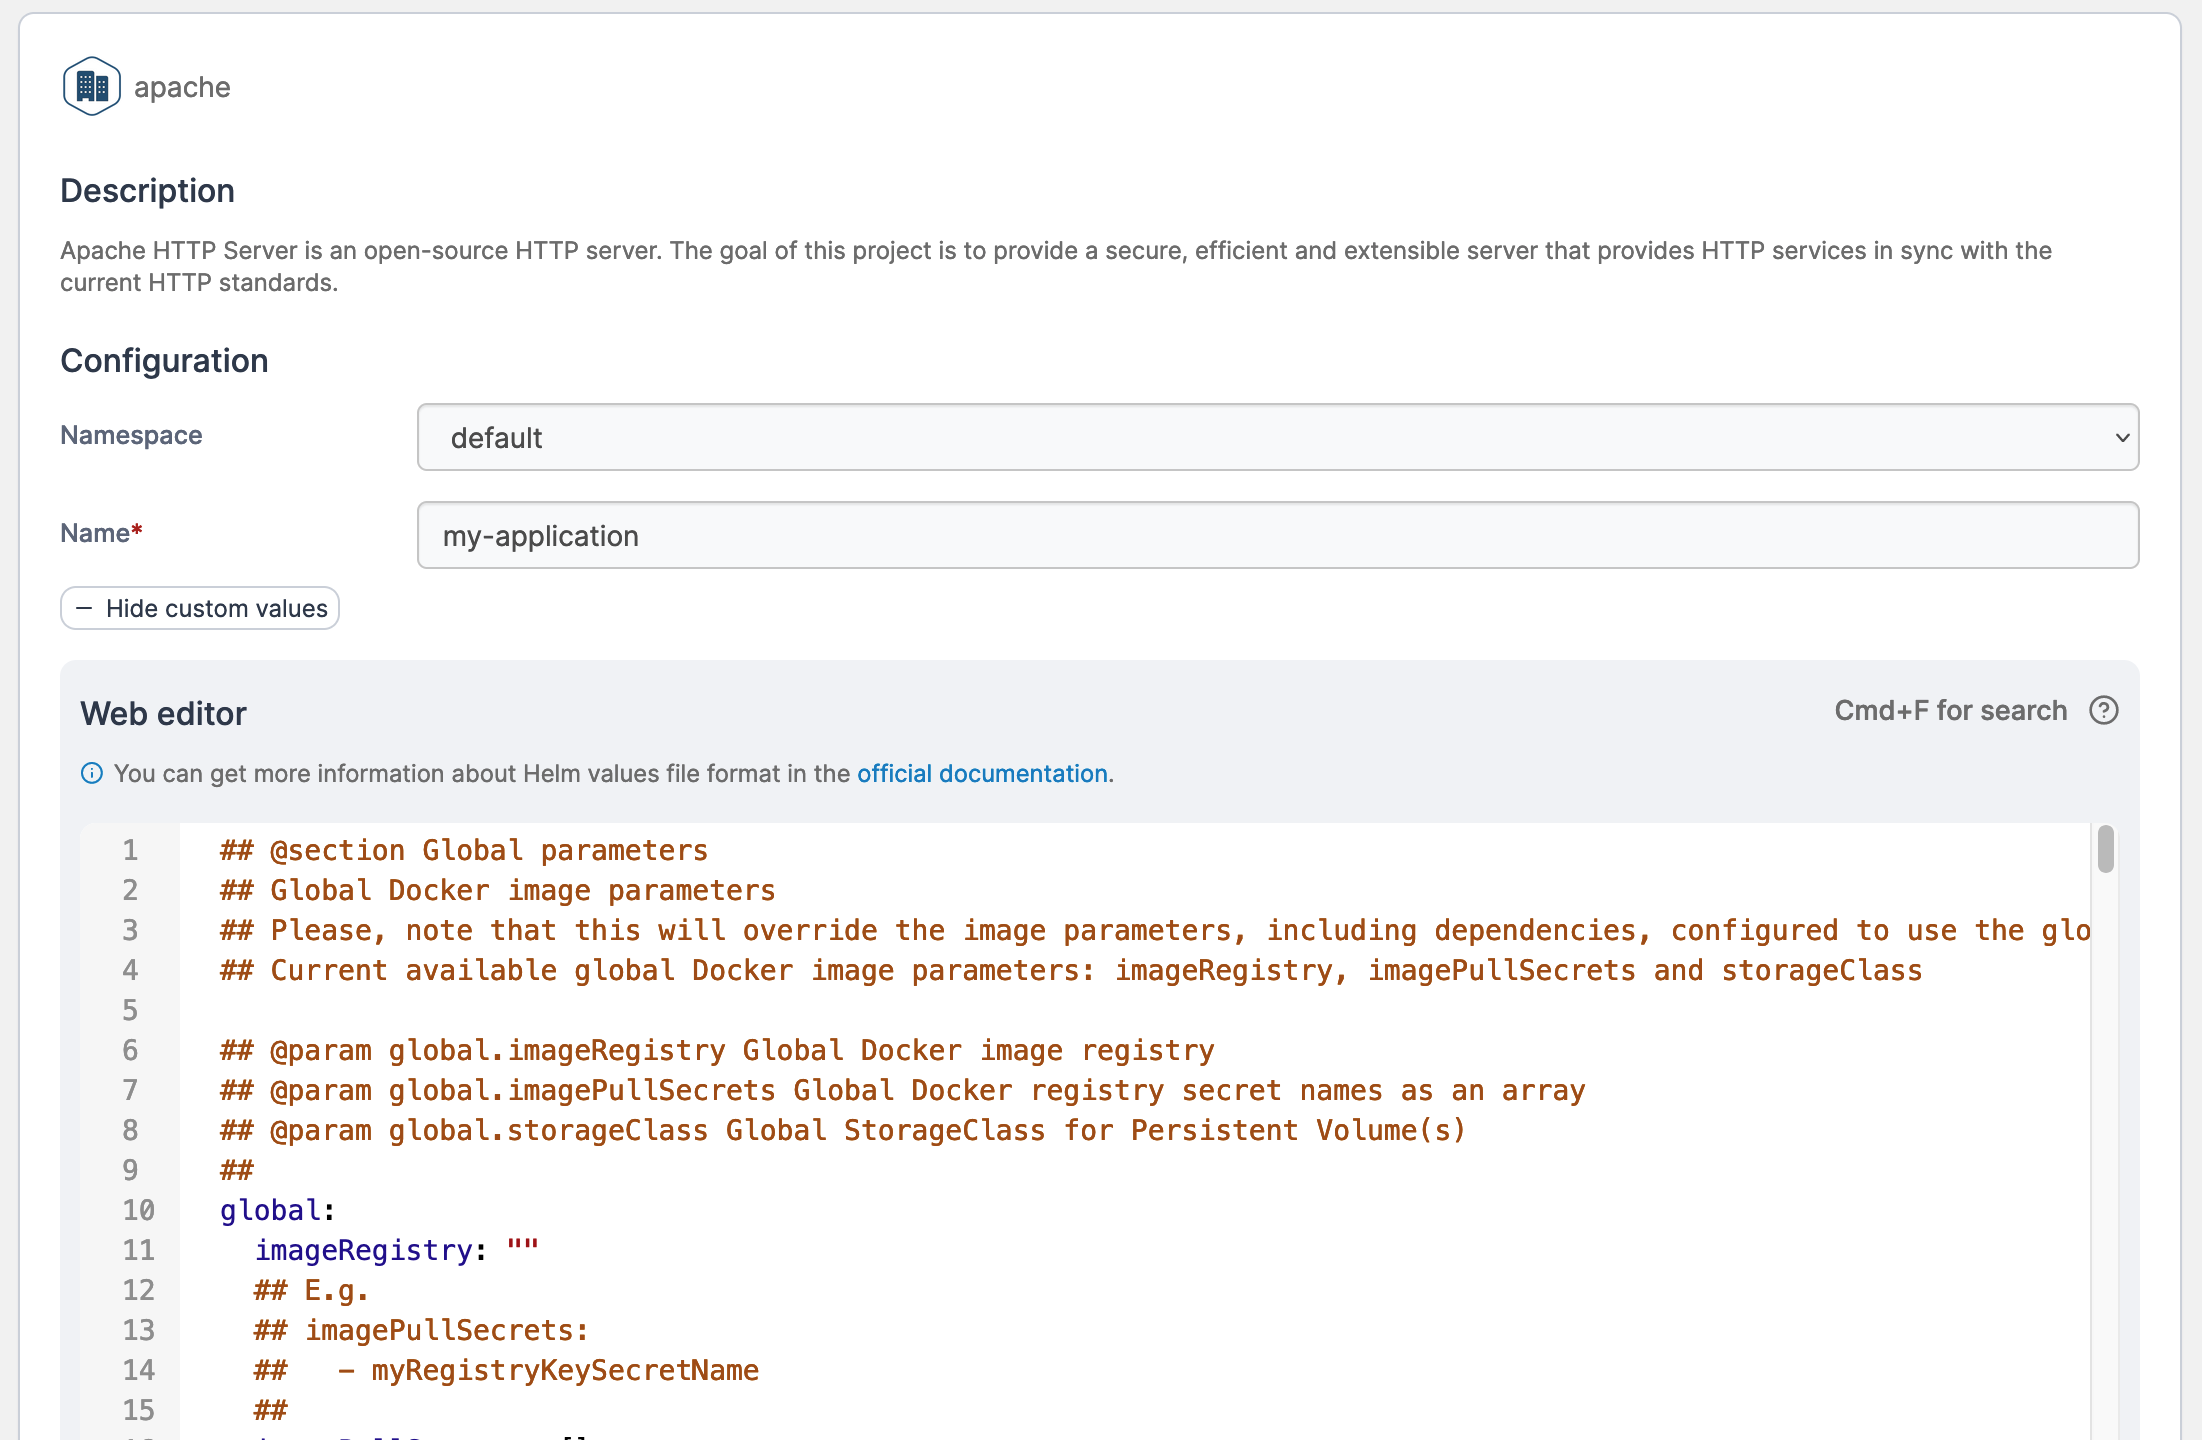 apache
Description
Apache HTTP Server is an open-source HTTP server. The goal of this project is to provide a secure, efficient and extensible server that provides HTTP services in sync with the
current HTTP standards.
Configuration
Namespace
default
Name*
my-application
— Hide custom values
Web editor
Cmd+F for search
You can get more information about Helm values file format in the official documentation.
1 ## @section Global parameters
2 ## Global Docker image parameters
3 ## Please, note that this will override the image parameters, including dependencies, configured to use the glo
4 ## Current available global Docker image parameters: imageRegistry, imagePullSecrets and storageClass
5
6 ## @param global.imageRegistry Global Docker image registry
7 ## @param global.imagePullSecrets Global Docker registry secret names as an array
8 ## @param global.storageClass Global StorageClass for Persistent Volume(s)
9 ##
10 global:
11   imageRegistry: ""
12   ## E.g.
13   ## imagePullSecrets:
14   ##   - myRegistryKeySecretName
15   ##